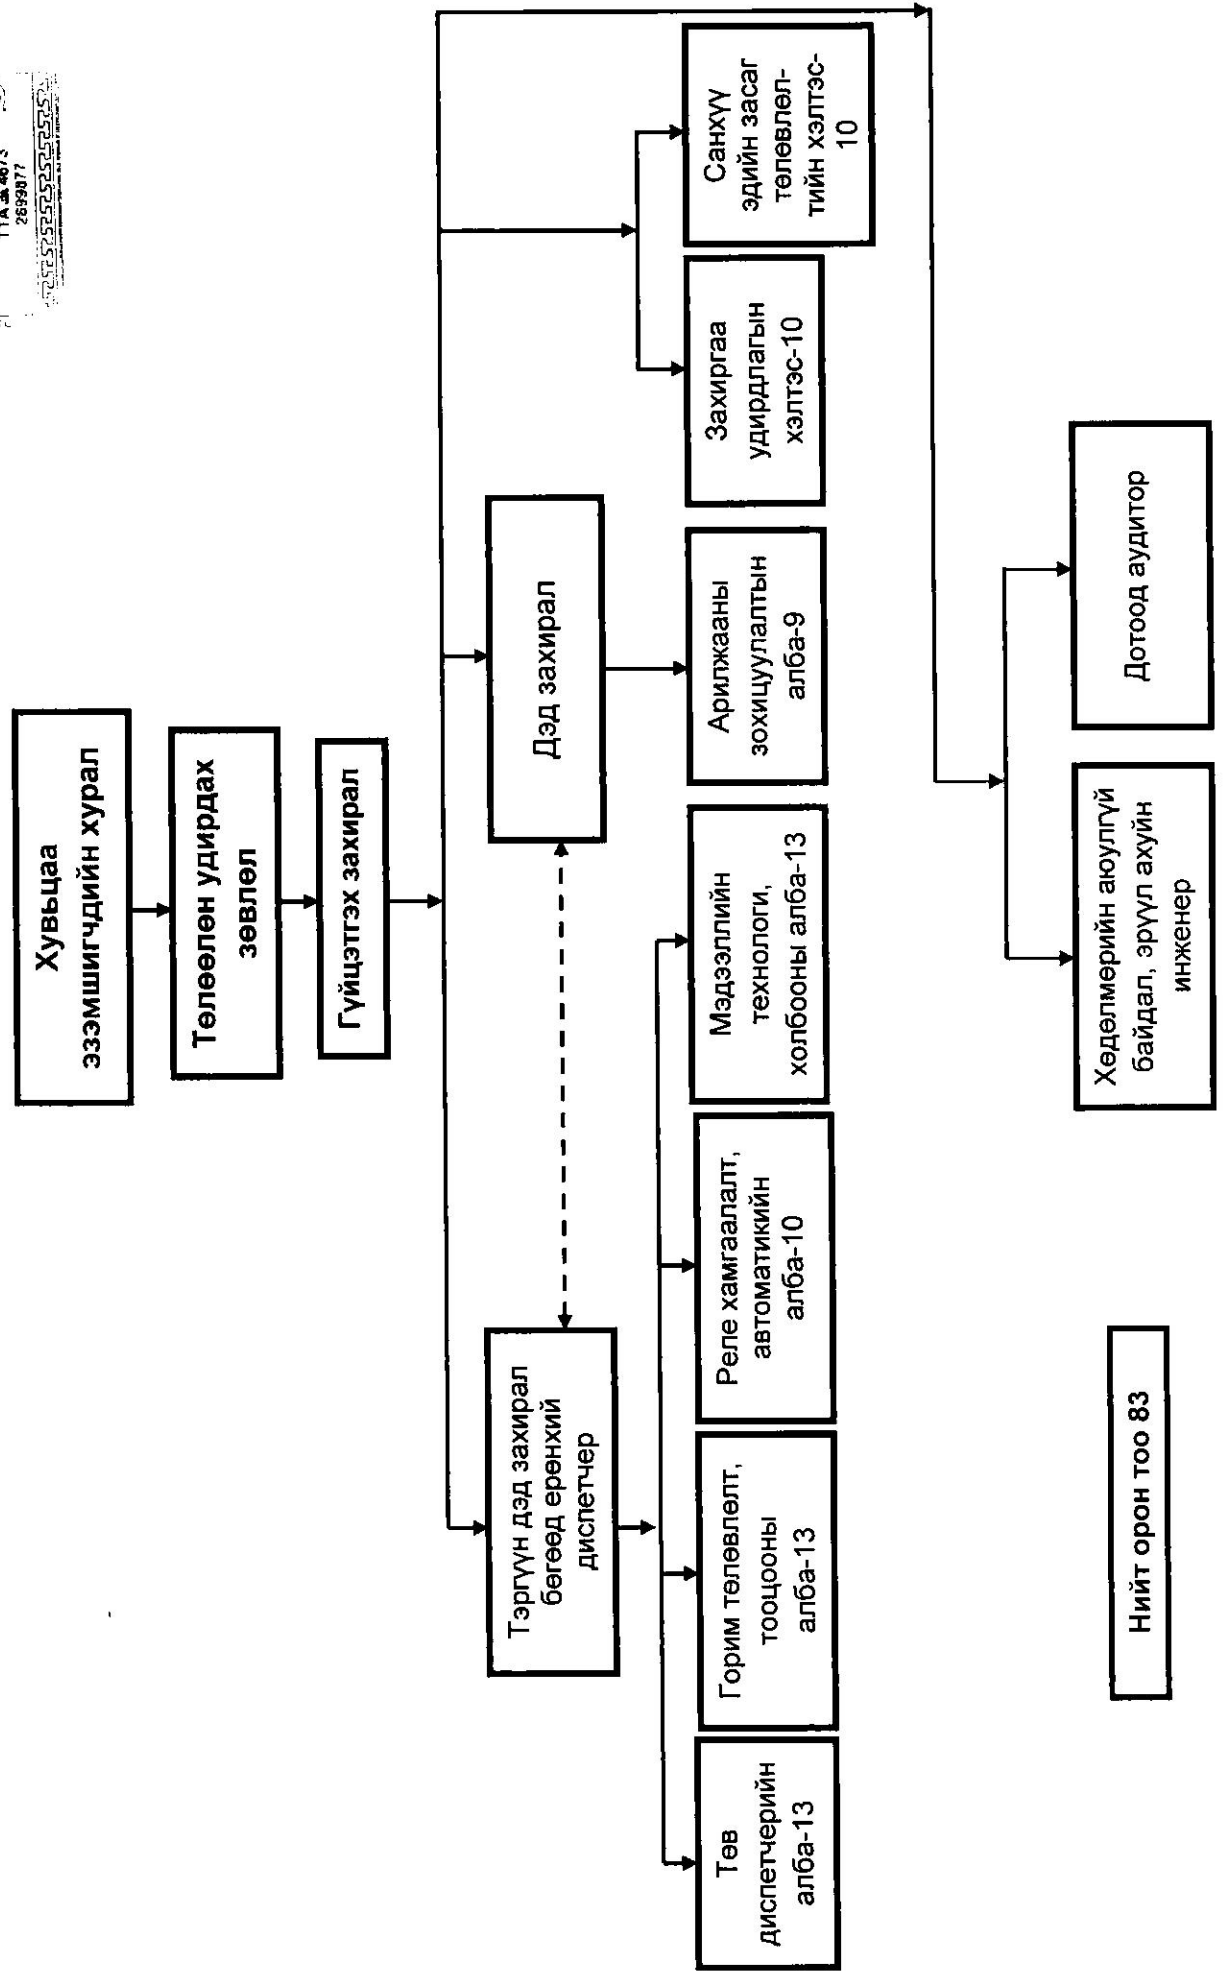 Хувьцаа
эзэмшигчдийн хурал
Төлөөлөн удирдах
зөвлөл
Гүйцэтгэх захирал
Тэргүүн дэд захирал
бөгөөд ерөнхий
диспетчер
Дэд захирал
Төв
диспетчерийн
алба-13
Горим төлөвлөлт,
тооцооны
алба-13
Реле хамгаалалт,
автоматикийн
алба-10
Мэдээллийн
технологи,
холбооны алба-13
Арилжааны
зохицуулалтын
алба-9
Захиргаа
удирдлагын
хэлтэс-10
Санхүү
эдийн засаг
төлөвлөл-
тийн хэлтэс-
10
Хөдөлмөрийн аюулгүй
байдал, эрүүл ахуйн
инженер
Дотоод аудитор
Нийт орон тоо 83
2699877